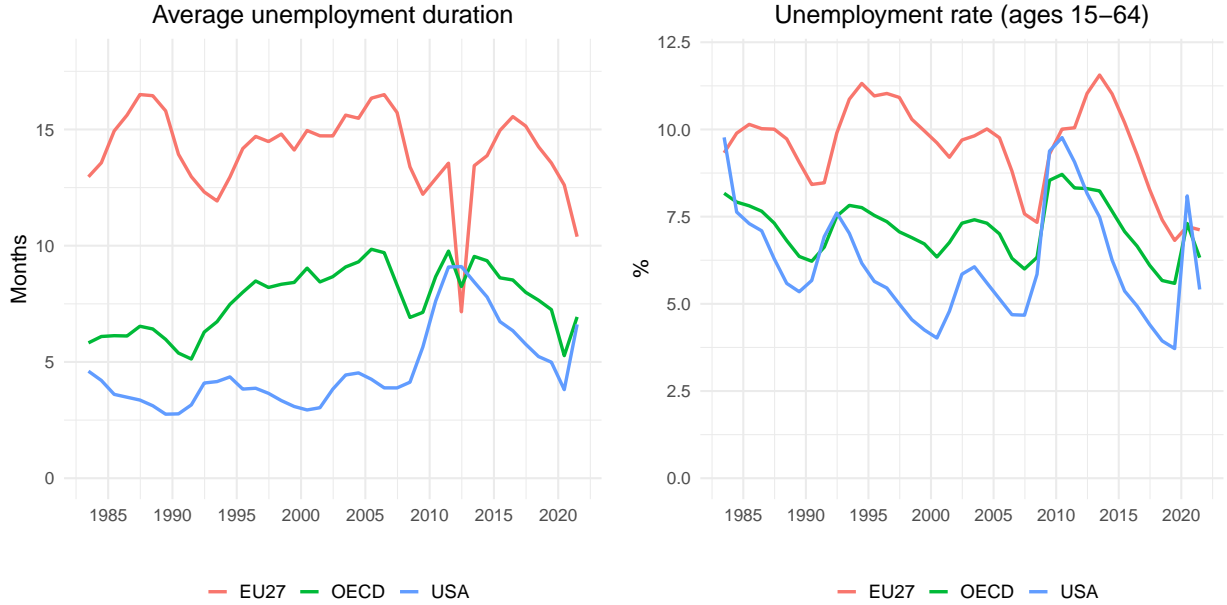 Average unemployment duration
Months
15
10
5
0
1985 1990 1995 2000 2005 2010 2015 2020
EU27 OECD USA
Unemployment rate (ages 15−64)
%
12.5
10.0
7.5
5.0
2.5
0.0
1985 1990 1995 2000 2005 2010 2015 2020
EU27 OECD USA